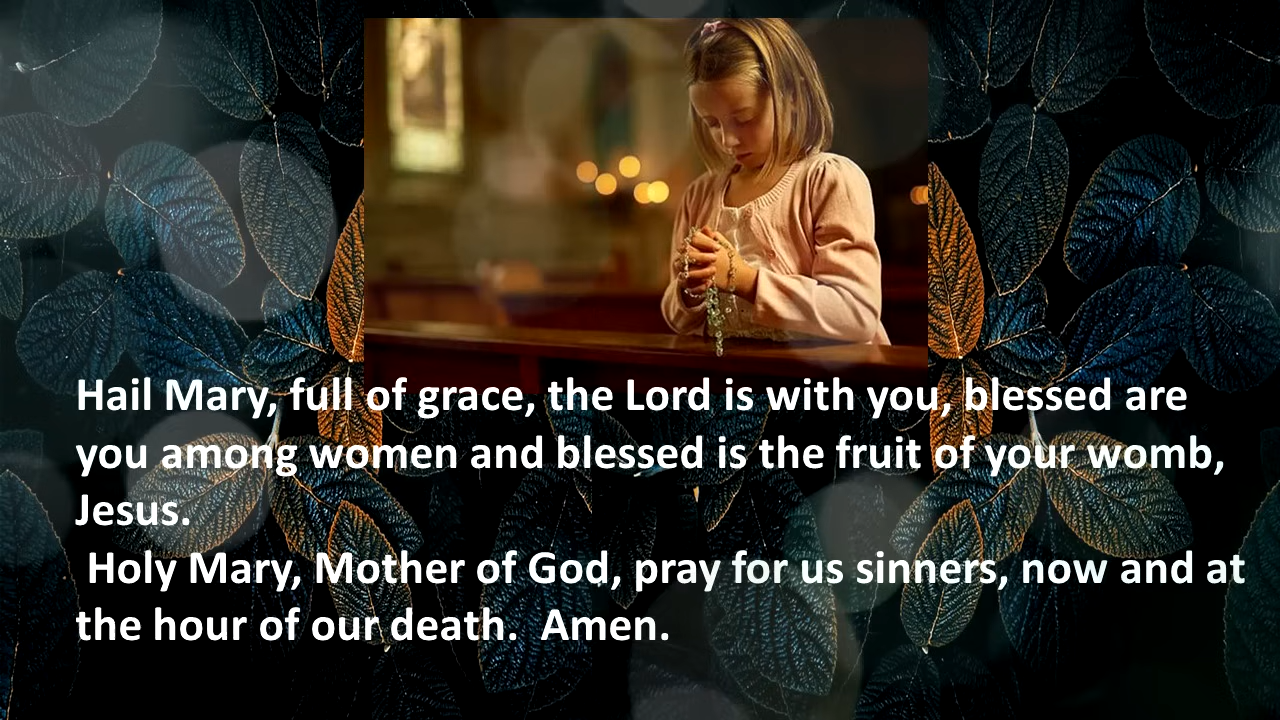 Hail Mary, full of grace, the Lord is with you, blessed are
you among women and blessed is the fruit of your womb,
Jesus.
Holy Mary, Mother of God, pray for us sinners, now and at
the hour of our death.  Amen.